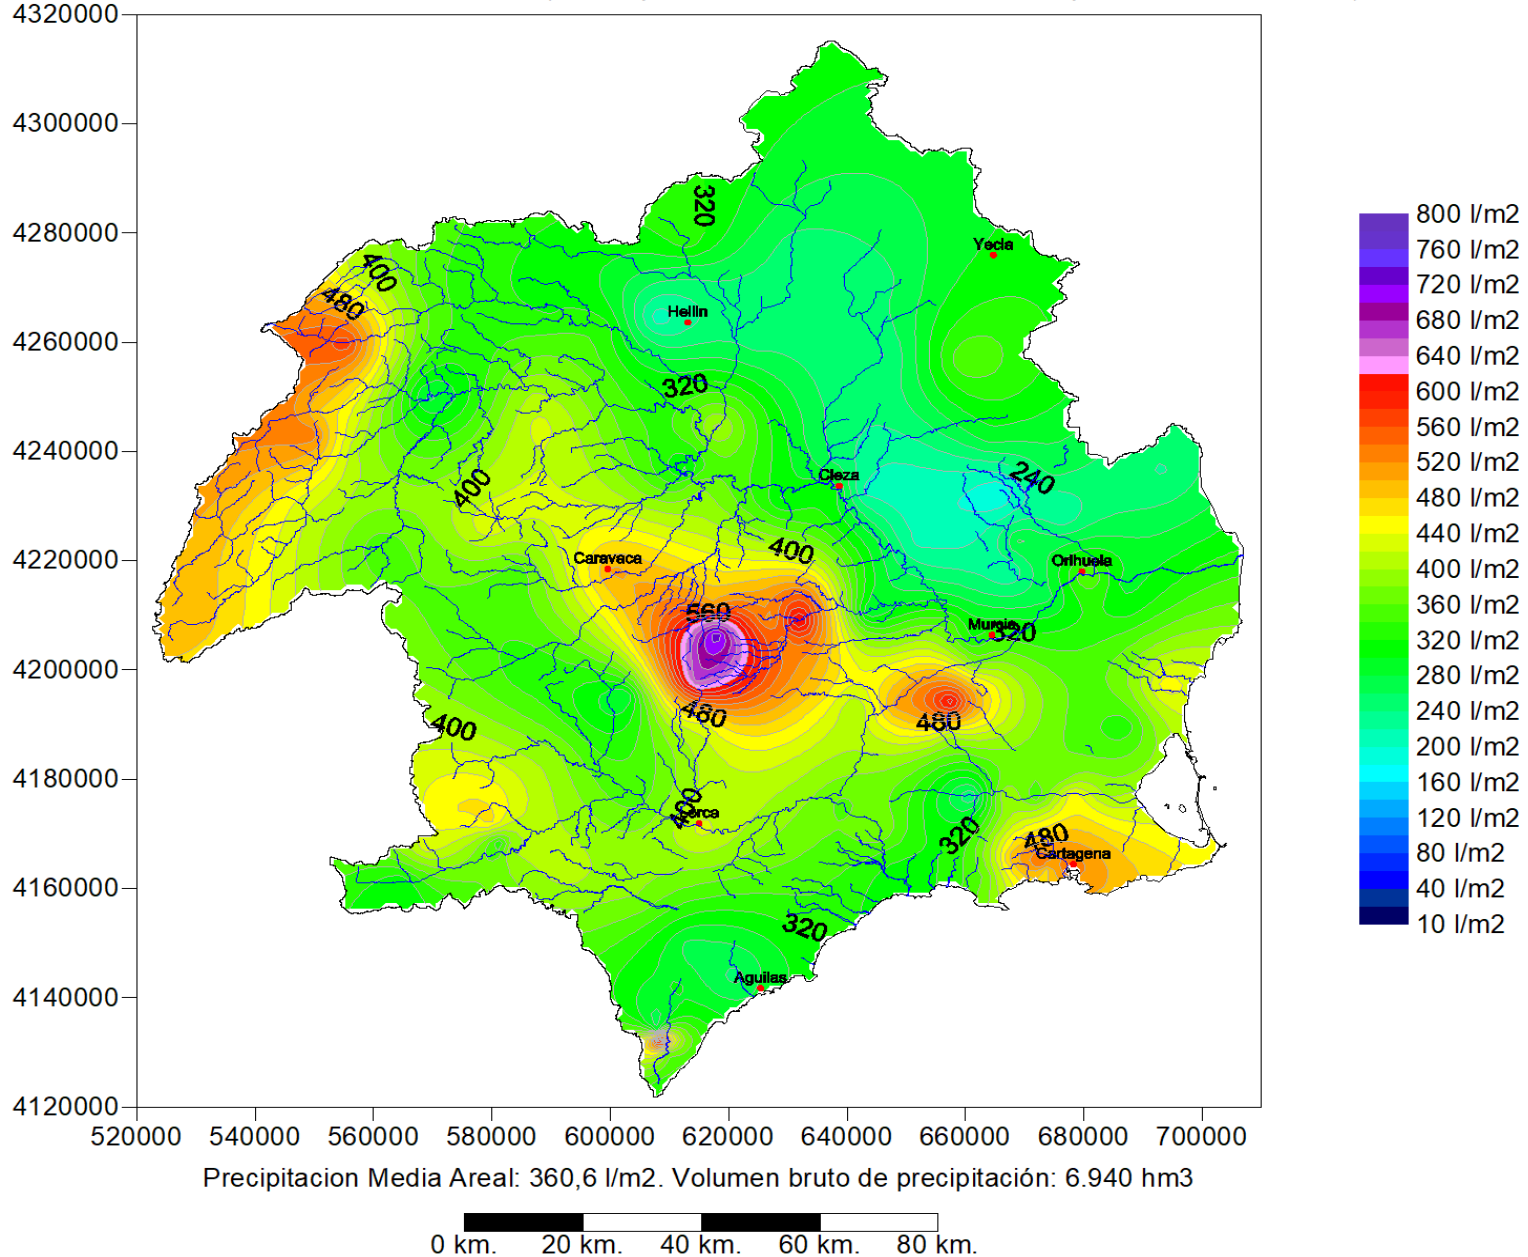 4320000
4300000
4280000
4260000
4240000
4220000
4200000
4180000
4160000
4140000
4120000
520000 540000 560000 580000 600000 620000 640000 660000 680000 700000
320
Yecla
400
480
Hellin
320
400
Cieza
240
Caravaca
400
Orihuela
560
Murcia
320
480
480
400
400
Lorca
320
480
Cartagena
320
Aguilas
800 l/m2
760 l/m2
720 l/m2
680 l/m2
640 l/m2
600 l/m2
560 l/m2
520 l/m2
480 l/m2
440 l/m2
400 l/m2
360 l/m2
320 l/m2
280 l/m2
240 l/m2
200 l/m2
160 l/m2
120 l/m2
80 l/m2
40 l/m2
10 l/m2
Precipitacion Media Areal: 360,6 l/m2. Volumen bruto de precipitación: 6.940 hm3
0 km. 20 km. 40 km. 60 km. 80 km.